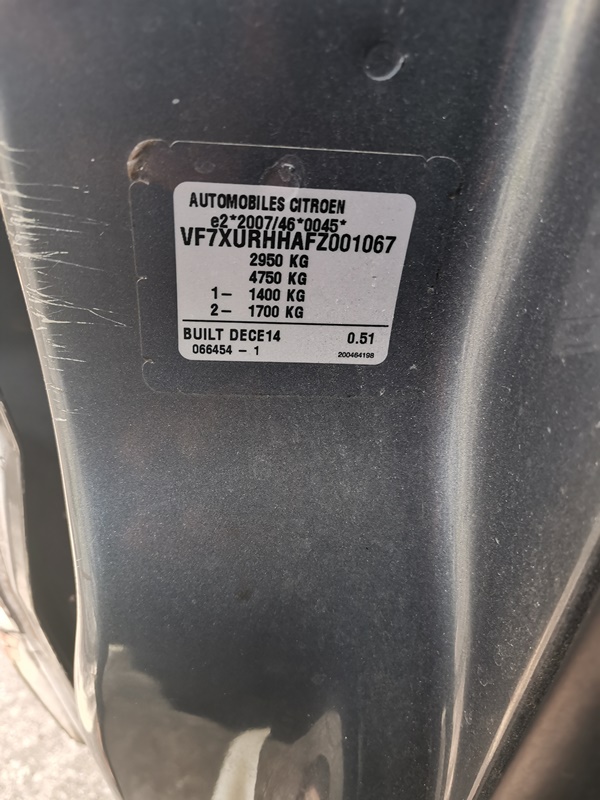 AUTOMOBILES CITROEN
e2*2007/46*0045*
VF7XURHHAFZ001067
2950 KG
4750 KG
1- 1400 KG
2- 1700 KG
BUILT DECE14 0.51
066454 - 1 200464198